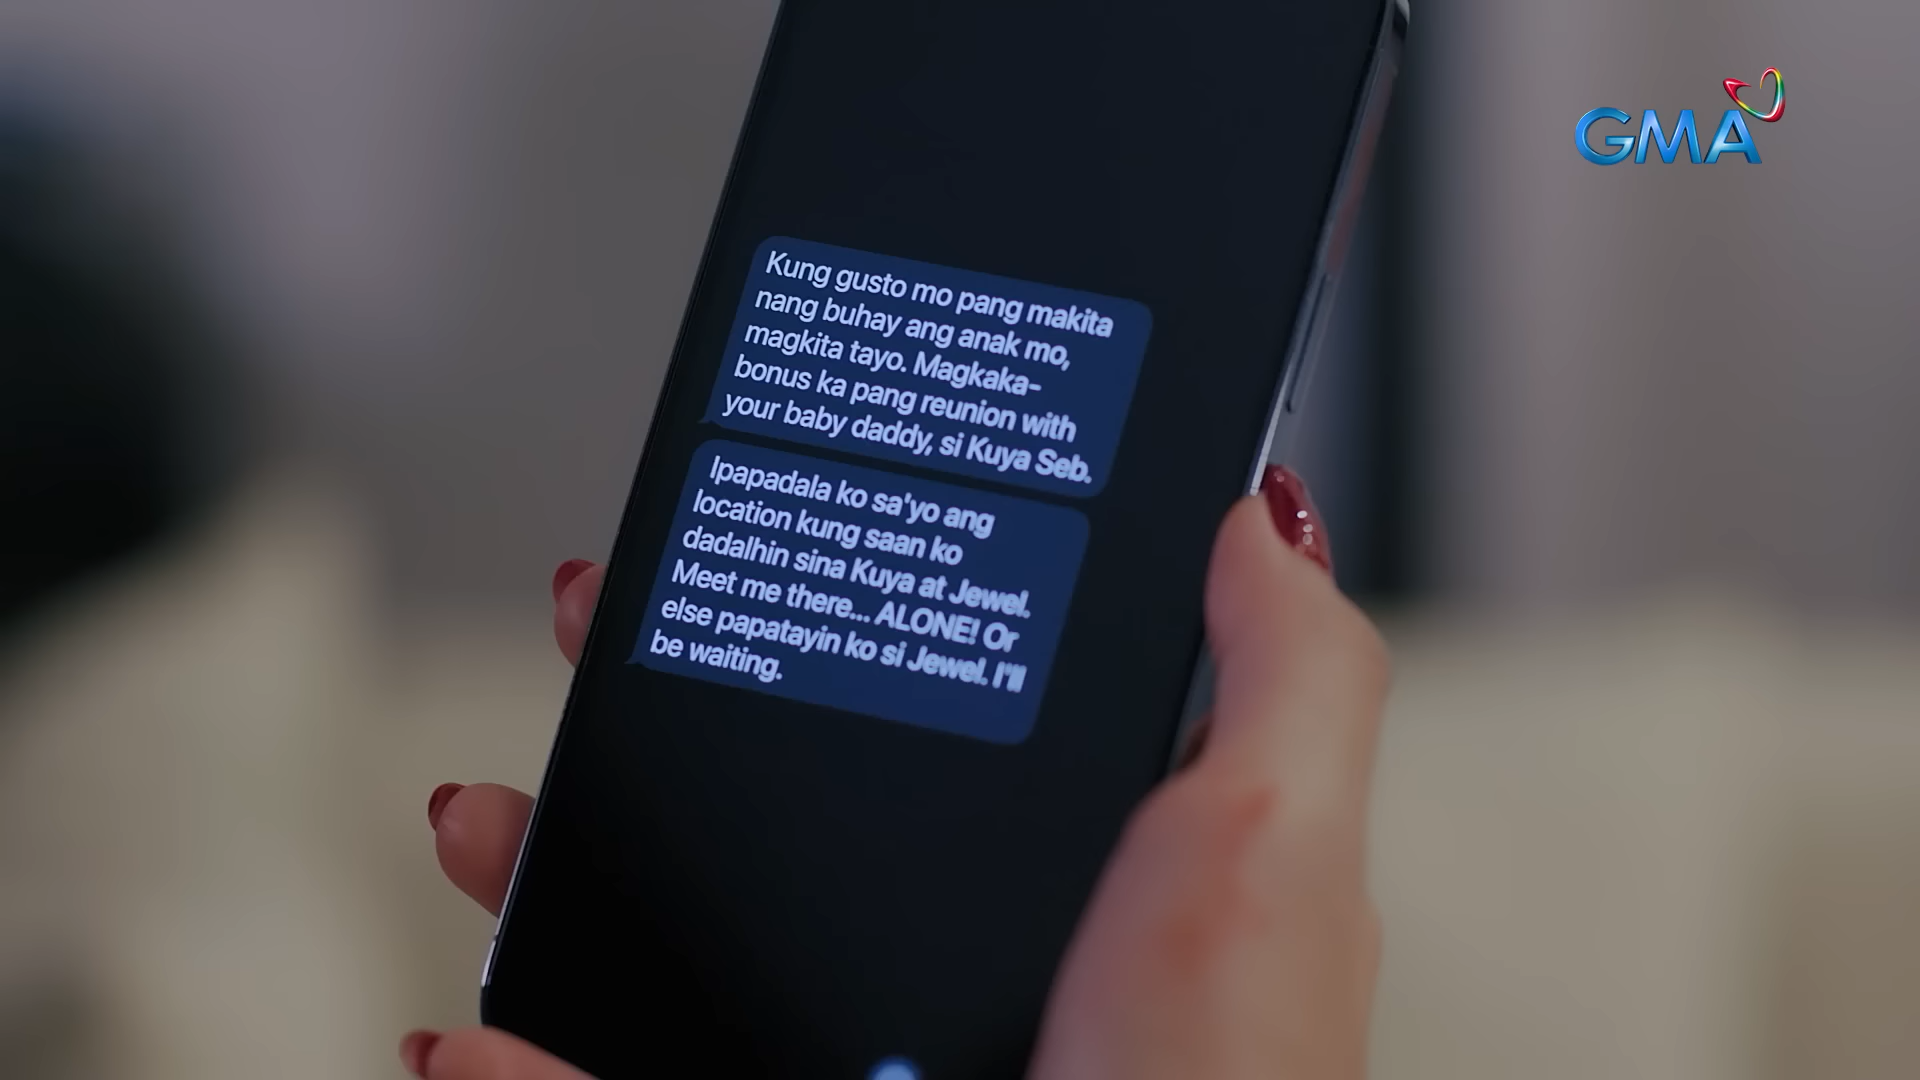 GMA
Kung gusto mo pang makita
nang buhay ang anak mo,
magkita tayo. Magkaka-
bonus ka pang reunion with
your baby daddy, si Kuya Seb.
Ipapadala ko sa'yo ang
location kung saan ko
dadalhin sina Kuya at Jewel.
Meet me there... ALONE! Or
else papatayin ko si Jewel. I'll
be waiting.